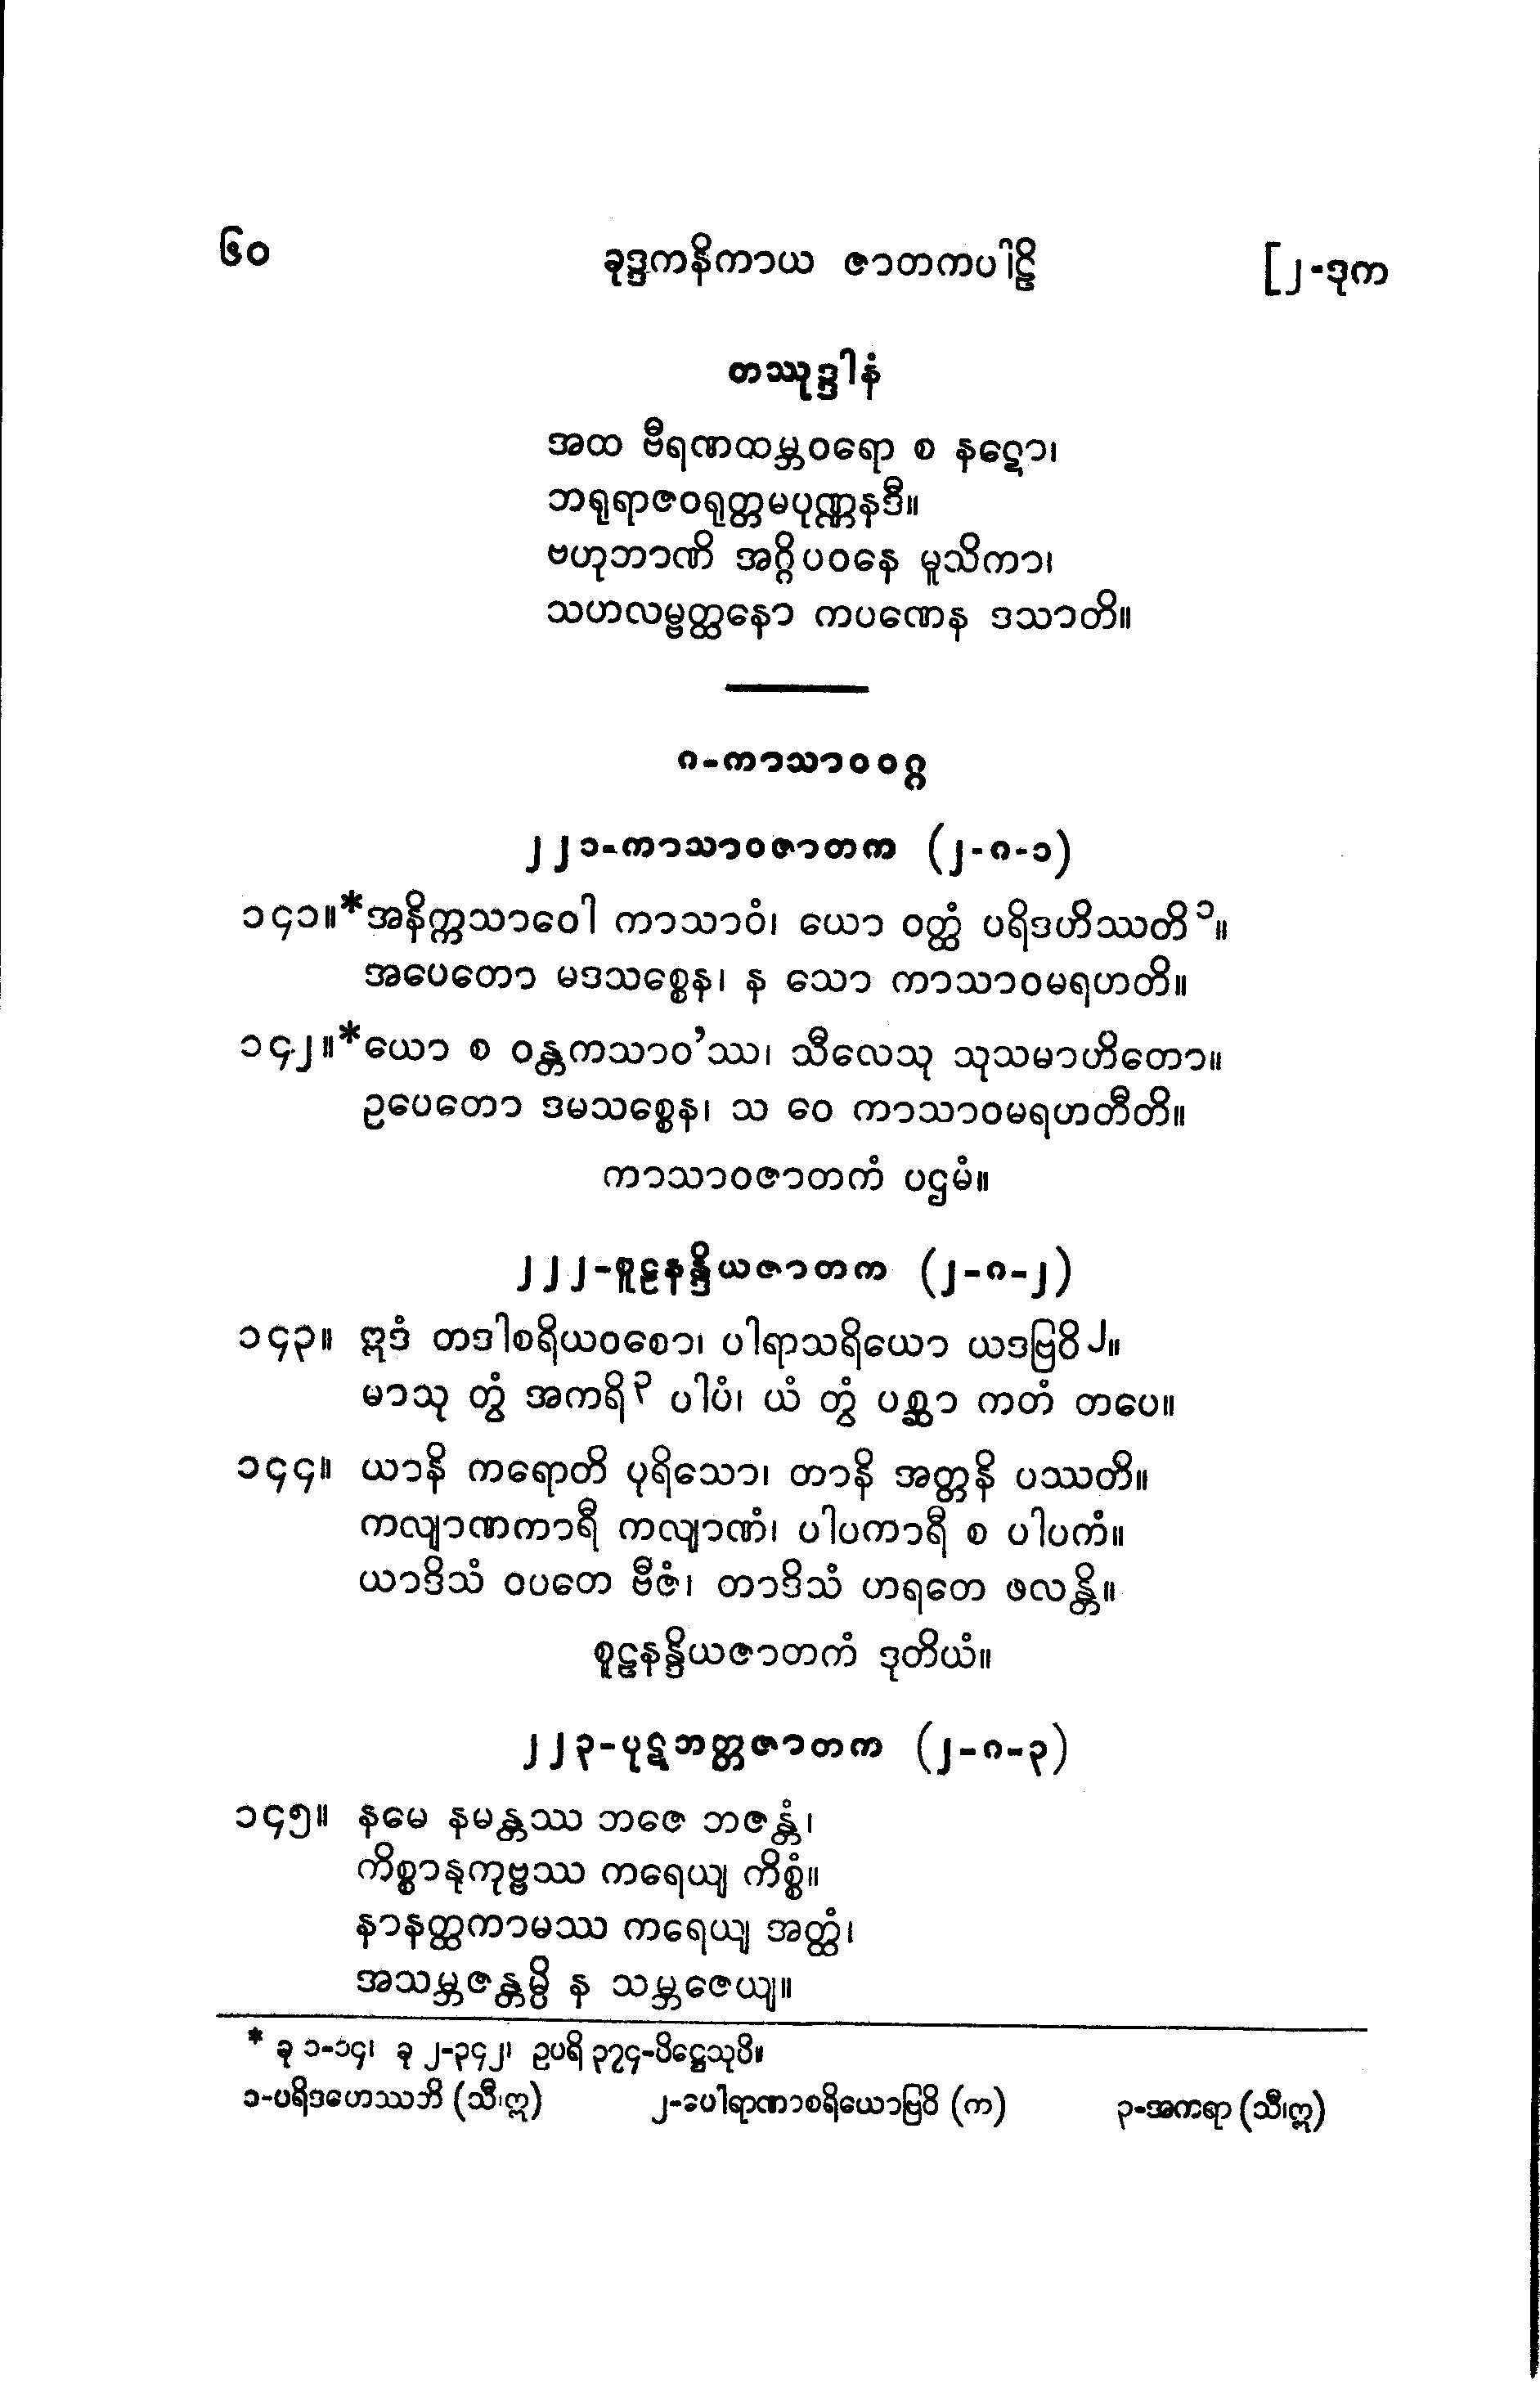 ၆၀ ခုဒ္ဒကနိကာယ ဇာတကပါဠိ [၂-ဒုက
တဿုဒ္ဒါနံ
အထ ဗီရဏထမ္ဘဝရော စ နဋော၊
ဘရုရာဇဝရုတ္တမပုဏ္ဏနဒီ။
ဗဟုဘာဏိ အဂ္ဂိပဝနေ မူသိကာ၊
သဟလမ္ဗတ္ထနော ကပဏေန ဒသာတိ။
၈-ကာသာဝဝဂ္ဂ
၂၂၁-ကာသာဝဇာတက (၂-၈-၁)
၁၄၁။*အနိက္ကသာဝေါ ကာသာဝံ၊ ယော ဝတ္ထံ ပရိဒဟိဿတိ၁။
အပေတော မဒသစ္စေန၊ န သော ကာသာဝမရဟတိ။
၁၄၂။*ယော စ ဝန္တကသာဝ’ဿ၊ သီလေသု သုသမာဟိတော။
ဥပေတော ဒမသစ္စေန၊ သ ဝေ ကာသာဝမရဟတီတိ။
ကာသာဝဇာတကံ ပဌမံ။
၂၂၂-စူဠနန္ဒိယဇာတက (၂-၈-၂)
၁၄၃။ ဣဒံ တဒါစရိယဝစော၊ ပါရာသရိယော ယဒဗြဝိ၂။
မာသု တွံ အကရိ၃ ပါပံ၊ ယံ တွံ ပစ္ဆာ ကတံ တပေ။
၁၄၄။ ယာနိ ကရောတိ ပုရိသော၊ တာနိ အတ္တနိ ပဿတိ။
ကလျာဏကာရီ ကလျာဏံ၊ ပါပကာရီ စ ပါပကံ။
ယာဒိသံ ဝပတေ ဗီဇံ၊ တာဒိသံ ဟရတေ ဖလန္တိ။
စူဠနန္ဒိယဇာတကံ ဒုတိယံ။
၂၂၃-ပုဋဘတ္တဇာတက (၂-၈-၃)
၁၄၅။ နမေ နမန္တဿ ဘဇေ ဘဇန္တံ၊
ကိစ္စာနုကုဗ္ဗဿ ကရေယျ ကိစ္စံ။
နာနတ္ထကာမဿ ကရေယျ အတ္ထံ၊
အသမ္ဘဇန္တမ္ပိ န သမ္ဘဇေယျ။
* ခု ၁-၁၄၊ ခု ၂-၃၄၂၊ ဥပရိ ၃၇၄-ပိဋ္ဌေသုပိ။
၁-ပရိဒဟေဿတိ (သီ၊ဣ) ၂-ပေါရာဏာစရိယောဗြဝိ (က) ၃-အကရာ (သီ၊ဣ)